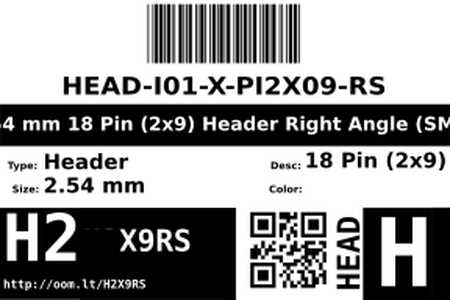 HEAD-I01-X-PI2X09-RS
54 mm 18 Pin (2x9) Header Right Angle (SM
Type: Header
Desc: 18 Pin (2x9)
Size: 2.54 mm
Color:
H2 X9RS
HEAD
H
http://oom.lt/H2X9RS